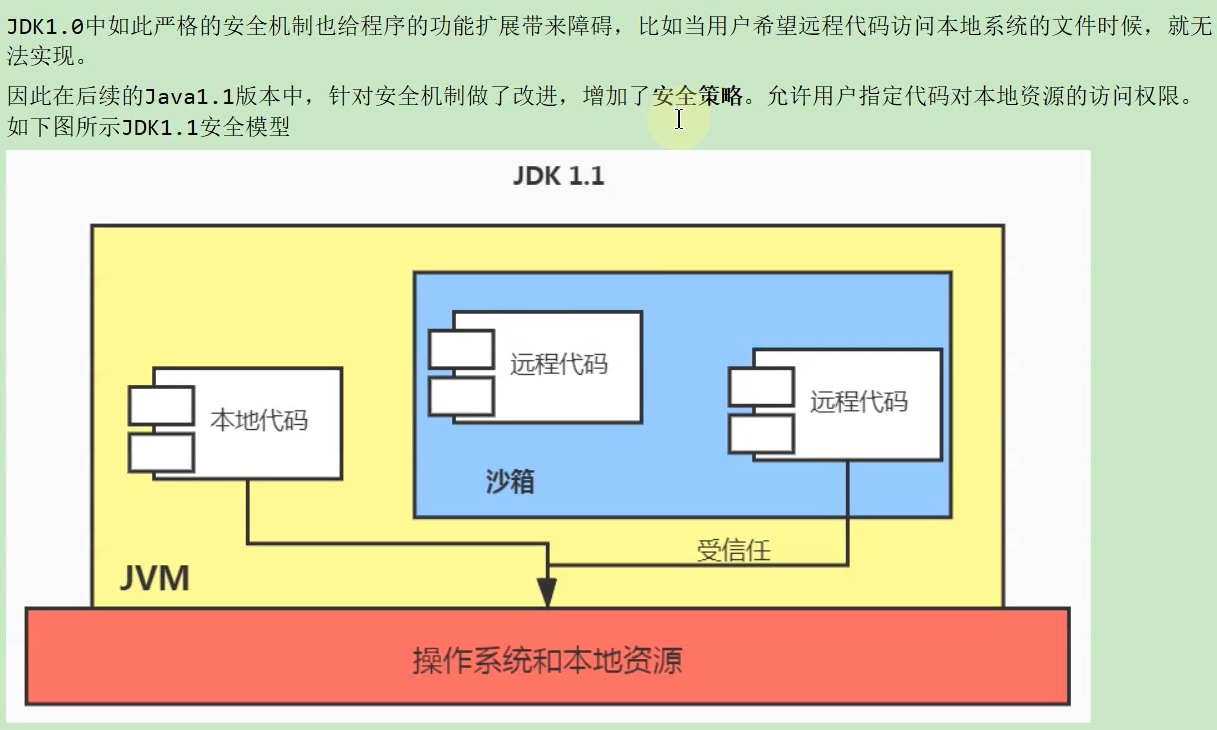 JDK1.0中如此严格的安全机制也给程序的功能扩展带来障碍，比如当用户希望远程代码访问本地系统的文件时候，就无
法实现。
因此在后续的Java1.1版本中，针对安全机制做了改进，增加了安全策略。允许用户指定代码对本地资源的访问权限。
如下图所示JDK1.1安全模型
JDK 1.1
远程代码
远程代码
本地代码
沙箱
受信任
JVM
操作系统和本地资源